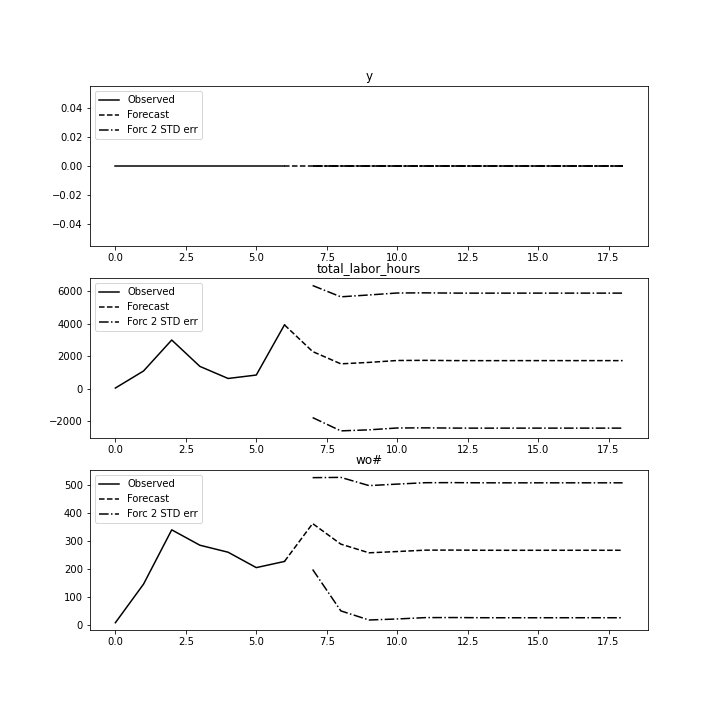 y
0.04
0.02
0.00
−0.02
−0.04
Observed
Forecast
Forc 2 STD err
0.0 2.5 5.0 7.5 10.0 12.5 15.0 17.5
total_labor_hours
6000
4000
2000
0
−2000
Observed
Forecast
Forc 2 STD err
0.0 2.5 5.0 7.5 10.0 12.5 15.0 17.5
wo#
500
400
300
200
100
0
Observed
Forecast
Forc 2 STD err
0.0 2.5 5.0 7.5 10.0 12.5 15.0 17.5